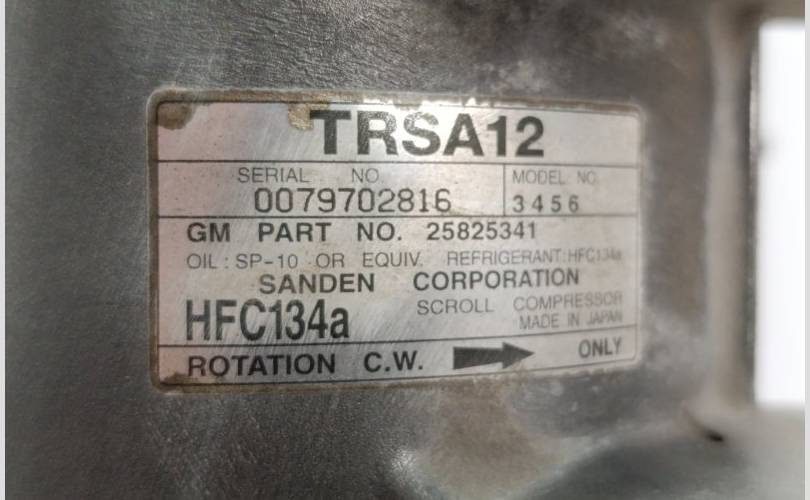 TRSA12
SERIAL NO. MODEL NO.
0079702816 3456
GM PART NO. 25825341
OIL: SP-10 OR EQUIV. REFRIGERANT: HFC134a
SANDEN CORPORATION
HFC134a SCROLL COMPRESSOR
MADE IN JAPAN
ROTATION C.W. ONLY